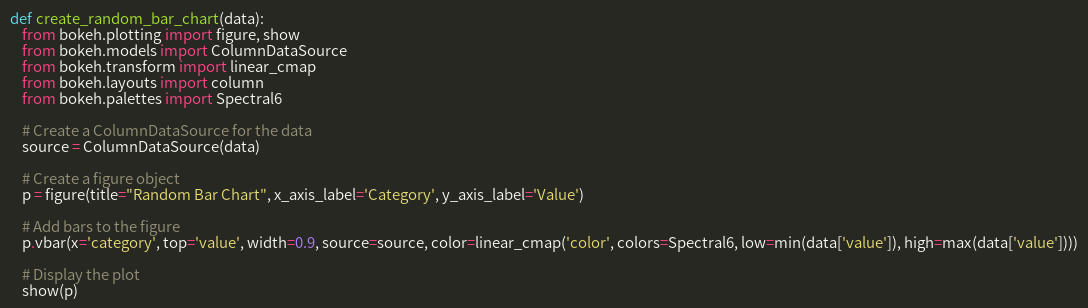 def create_random_bar_chart(data):
    from bokeh.plotting import figure, show
    from bokeh.models import ColumnDataSource
    from bokeh.transform import linear_cmap
    from bokeh.layouts import column
    from bokeh.palettes import Spectral6

    # Create a ColumnDataSource for the data
    source = ColumnDataSource(data)

    # Create a figure object
    p = figure(title="Random Bar Chart", x_axis_label='Category', y_axis_label='Value')

    # Add bars to the figure
    p.vbar(x='category', top='value', width=0.9, source=source, color=linear_cmap('color', colors=Spectral6, low=min(data['value']), high=max(data['value'])))

    # Display the plot
    show(p)